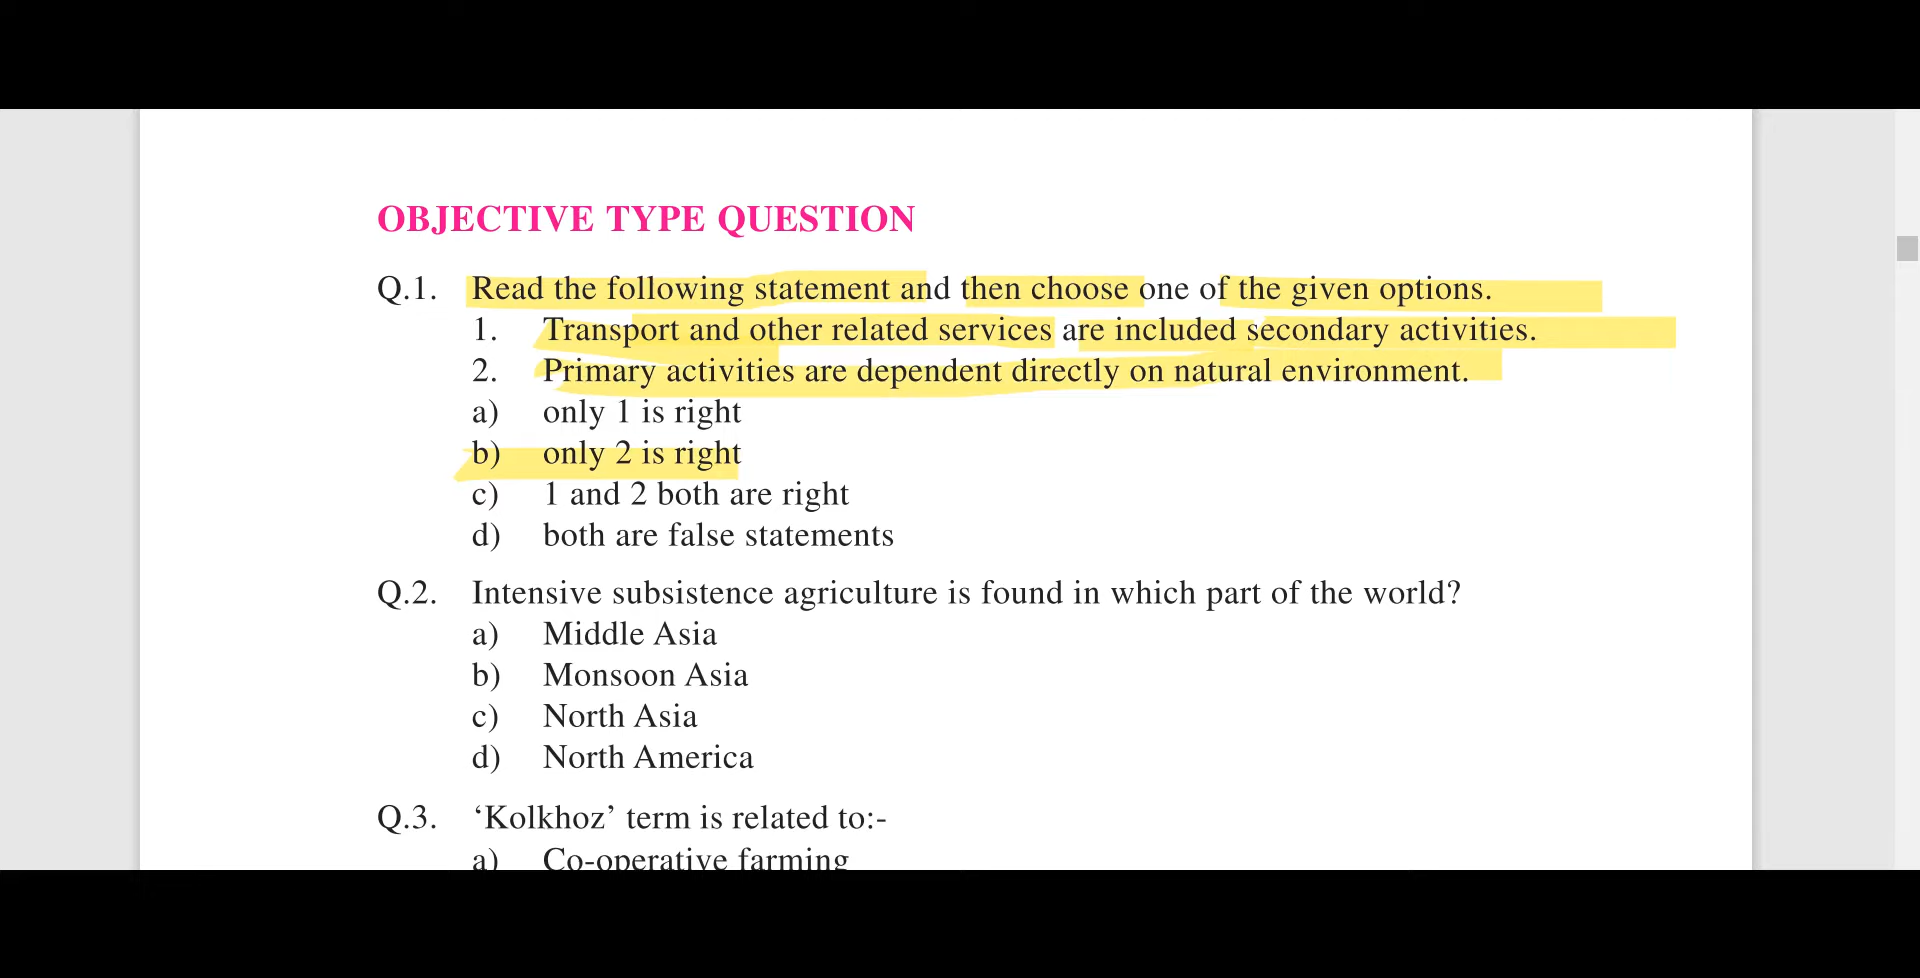 OBJECTIVE TYPE QUESTION
Q.1. Read the following statement and then choose one of the given options.
1. Transport and other related services are included secondary activities.
2. Primary activities are dependent directly on natural environment.
a) only 1 is right
b) only 2 is right
c) 1 and 2 both are right
d) both are false statements
Q.2. Intensive subsistence agriculture is found in which part of the world?
a) Middle Asia
b) Monsoon Asia
c) North Asia
d) North America
Q.3. ‘Kolkhoz’ term is related to:-
a) Co-operative farming